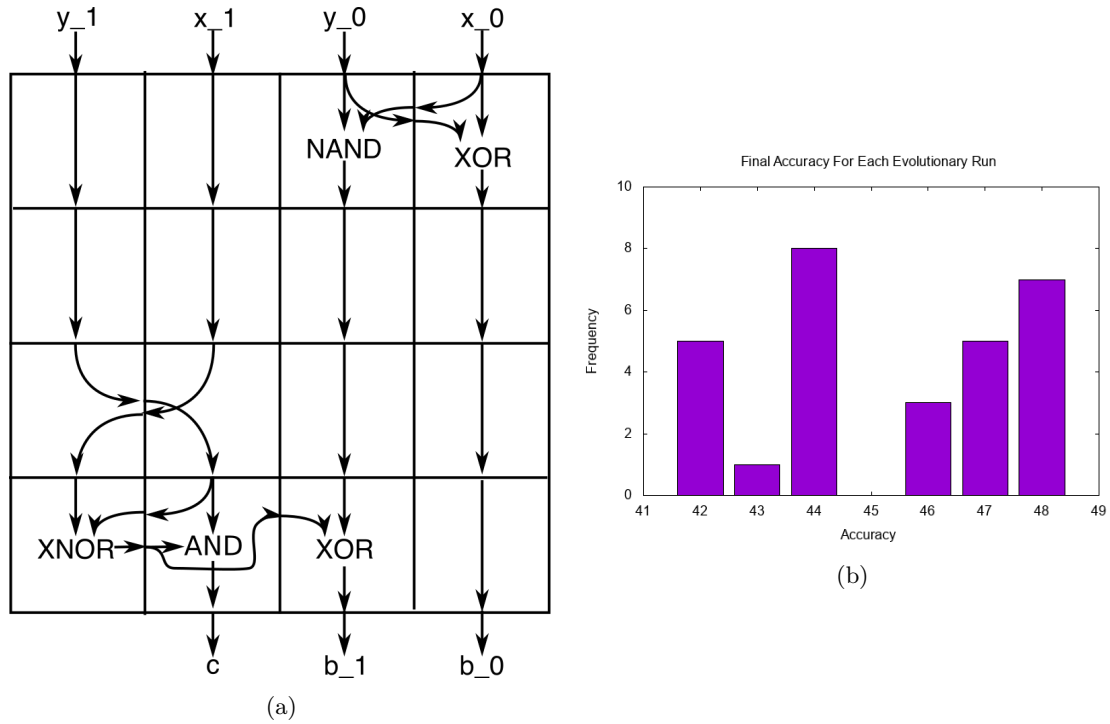 y_1 x_1 y_0 x_0
NAND XOR
XNOR AND XOR
c b_1 b_0
(a)
Final Accuracy For Each Evolutionary Run
10
8
6
4
2
0
Frequency
41 42 43 44 45 46 47 48 49
Accuracy
(b)